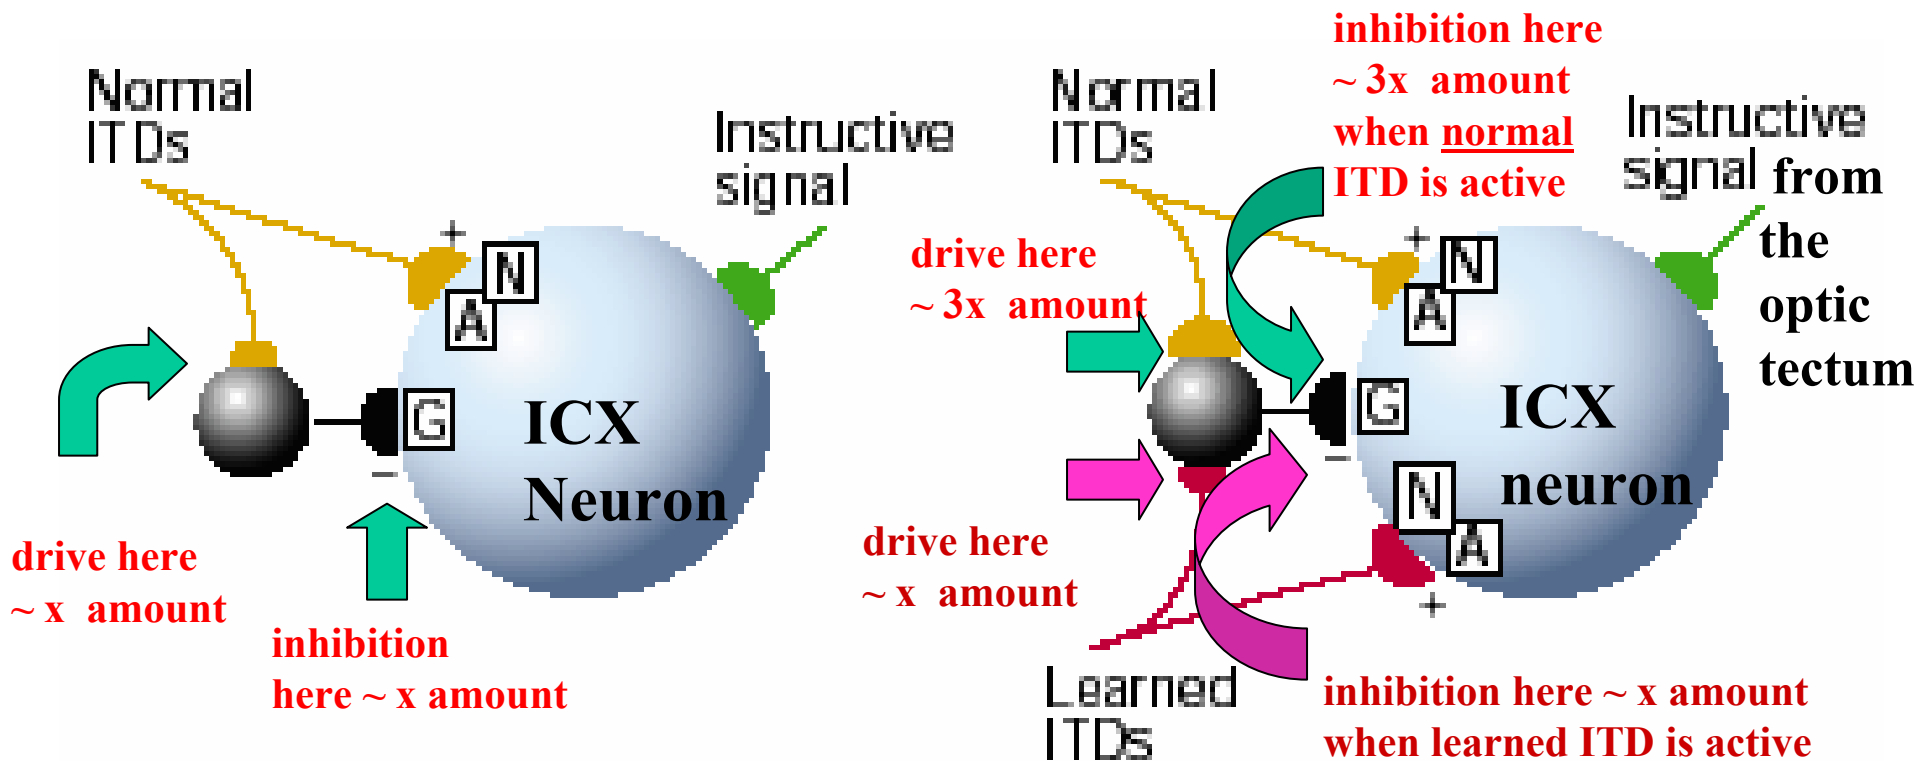 Normal
ITDs
Instructive
signal
+
N
A
G
−
ICX
Neuron
drive here
~ x amount
inhibition
here ~ x amount
inhibition here
~ 3x amount
when normal
ITD is active
Normal
ITDs
Instructive
signal from
the
optic
tectum
drive here
~ 3x amount
+
N
A
G
−
ICX
neuron
N
A
+
drive here
~ x amount
Learned
ITDs
inhibition here ~ x amount
when learned ITD is active